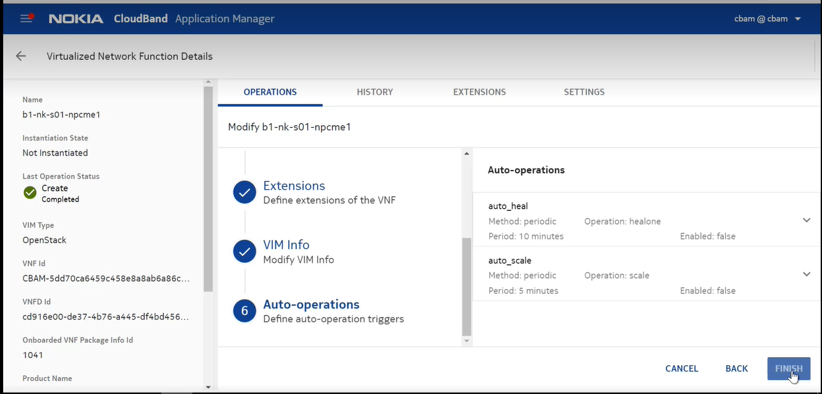 NOKIA CloudBand Application Manager
cbam @ cbam
Virtualized Network Function Details
Name
b1-nk-s01-npcme1
Instantiation State
Not Instantiated
Last Operation Status
Create
Completed
VIM Type
OpenStack
VNF Id
CBAM-5dd70ca6459c458e8a8ab6a86c...
VNFD Id
cd916e00-de37-4b76-a445-df4bd456...
Onboarded VNF Package Info Id
1041
Product Name
OPERATIONS
HISTORY
EXTENSIONS
SETTINGS
Modify b1-nk-s01-npcme1
Extensions
Define extensions of the VNF
VIM Info
Modify VIM Info
6
Auto-operations
Define auto-operation triggers
Auto-operations
auto_heal
Method: periodic Operation: healone
Period: 10 minutes Enabled: false
auto_scale
Method: periodic Operation: scale
Period: 5 minutes Enabled: false
CANCEL
BACK
FINISH